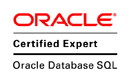 ORACLE
Certified Expert
Oracle Database SQL